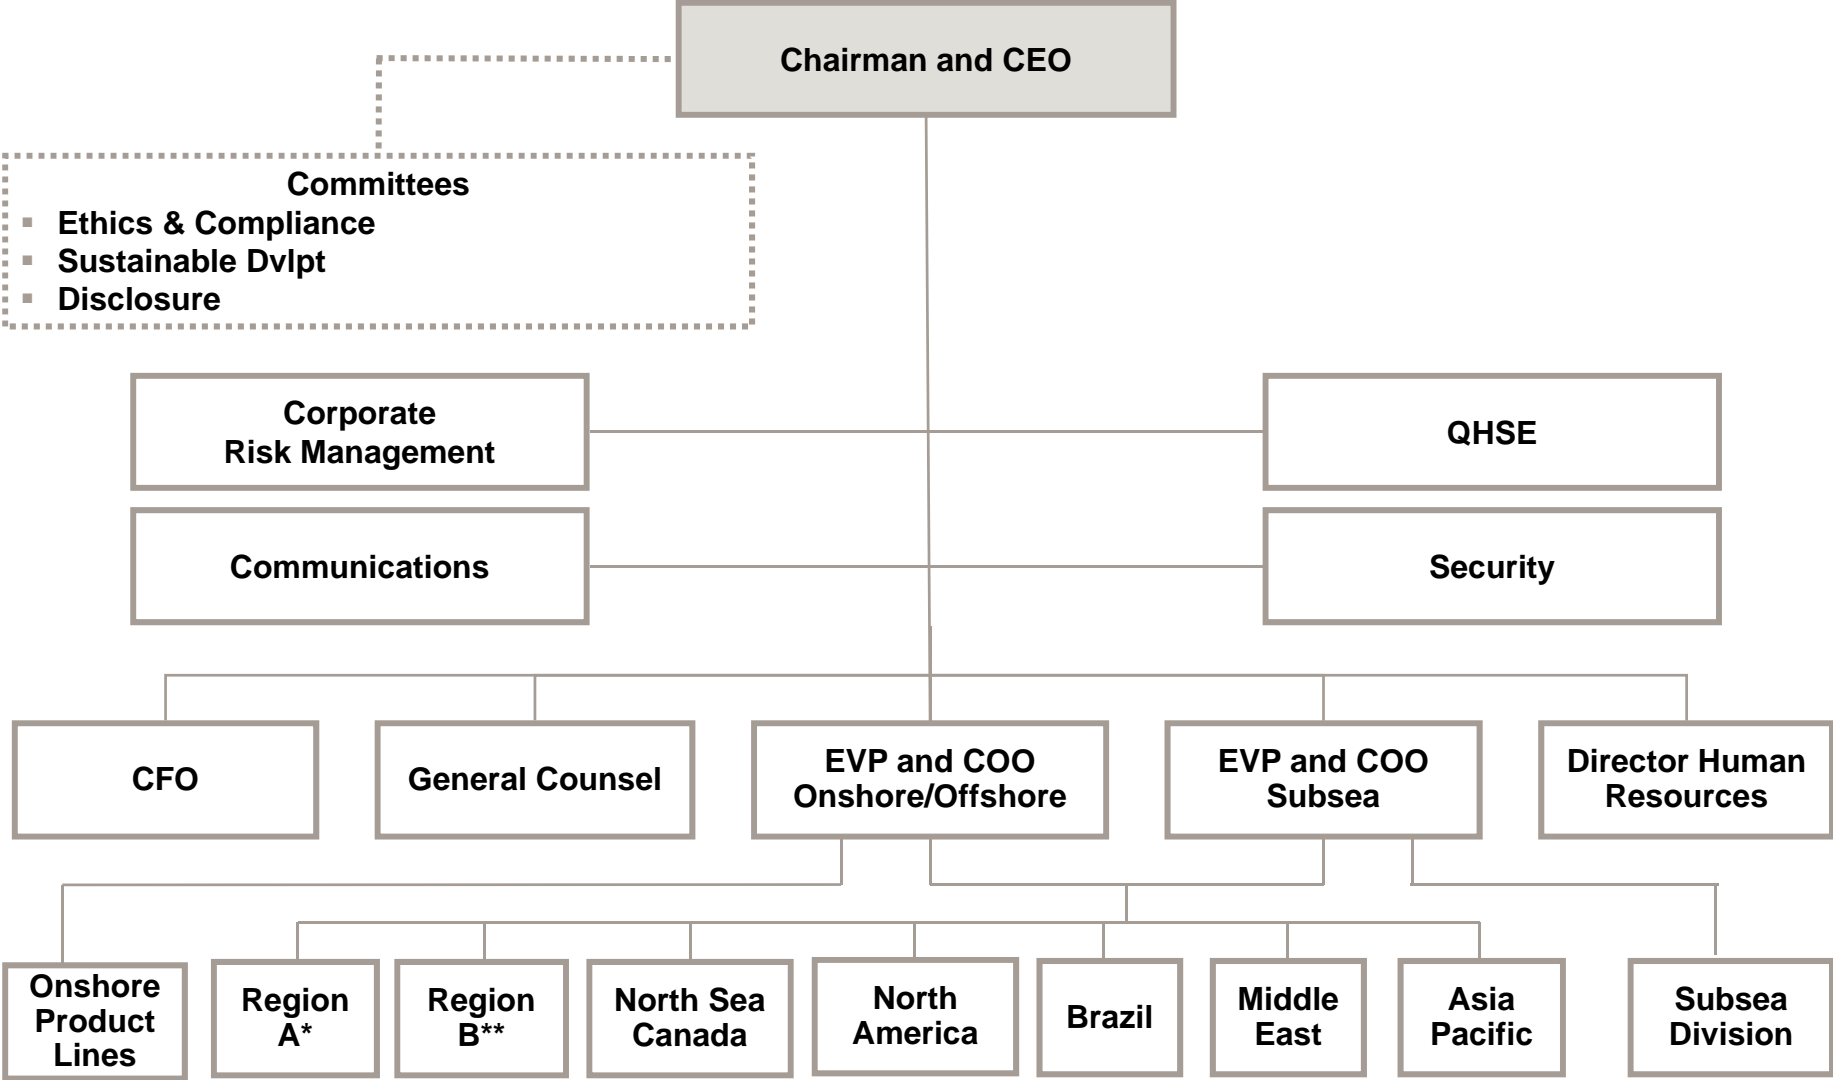 Chairman and CEO
Committees
▪ Ethics & Compliance
▪ Sustainable Dvlpt
▪ Disclosure
Corporate
Risk Management
QHSE
Communications
Security
CFO
General Counsel
EVP and COO
Onshore/Offshore
EVP and COO
Subsea
Director Human
Resources
Onshore
Product
Lines
Region
A*
Region
B**
North Sea
Canada
North
America
Brazil
Middle
East
Asia
Pacific
Subsea
Division